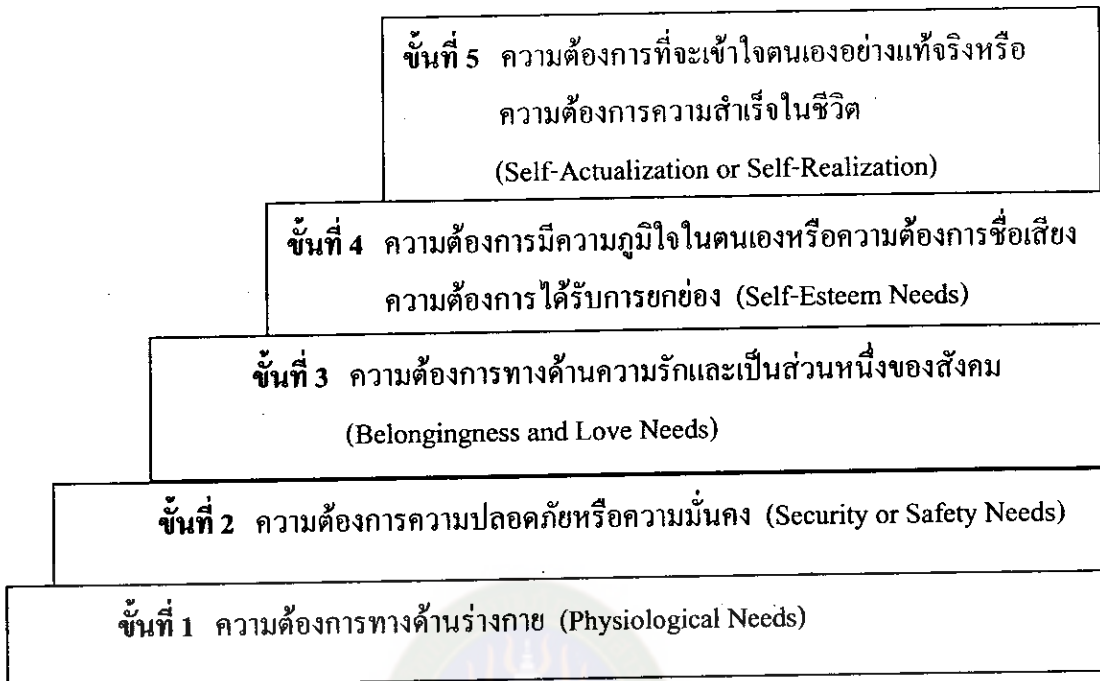 ขั้นที่ 5 ความต้องการที่จะเข้าใจตนเองอย่างแท้จริงหรือ
ความต้องการความสำเร็จในชีวิต
(Self-Actualization or Self-Realization)
ขั้นที่ 4 ความต้องการมีความภูมิใจในตนเองหรือความต้องการชื่อเสียง
ความต้องการได้รับการยกย่อง (Self-Esteem Needs)
ขั้นที่ 3 ความต้องการทางด้านความรักและเป็นส่วนหนึ่งของสังคม
(Belongingness and Love Needs)
ขั้นที่ 2 ความต้องการความปลอดภัยหรือความมั่นคง (Security or Safety Needs)
ขั้นที่ 1 ความต้องการทางด้านร่างกาย (Physiological Needs)